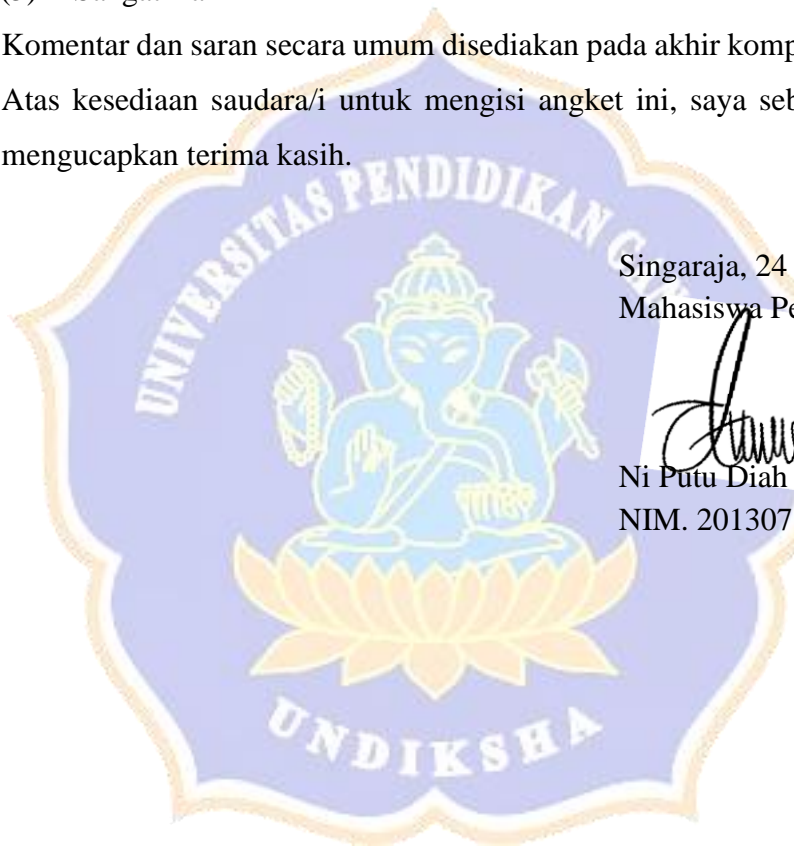 Komentar dan saran secara umum disediakan pada akhir komp
Atas kesediaan saudara/i untuk mengisi angket ini, saya seb
mengucapkan terima kasih.
UNIVERSITAS PENDIDIKAN GA
Singaraja, 24
Mahasiswa Pe
Ni Putu Diah
NIM. 201307
UNDIKSHA